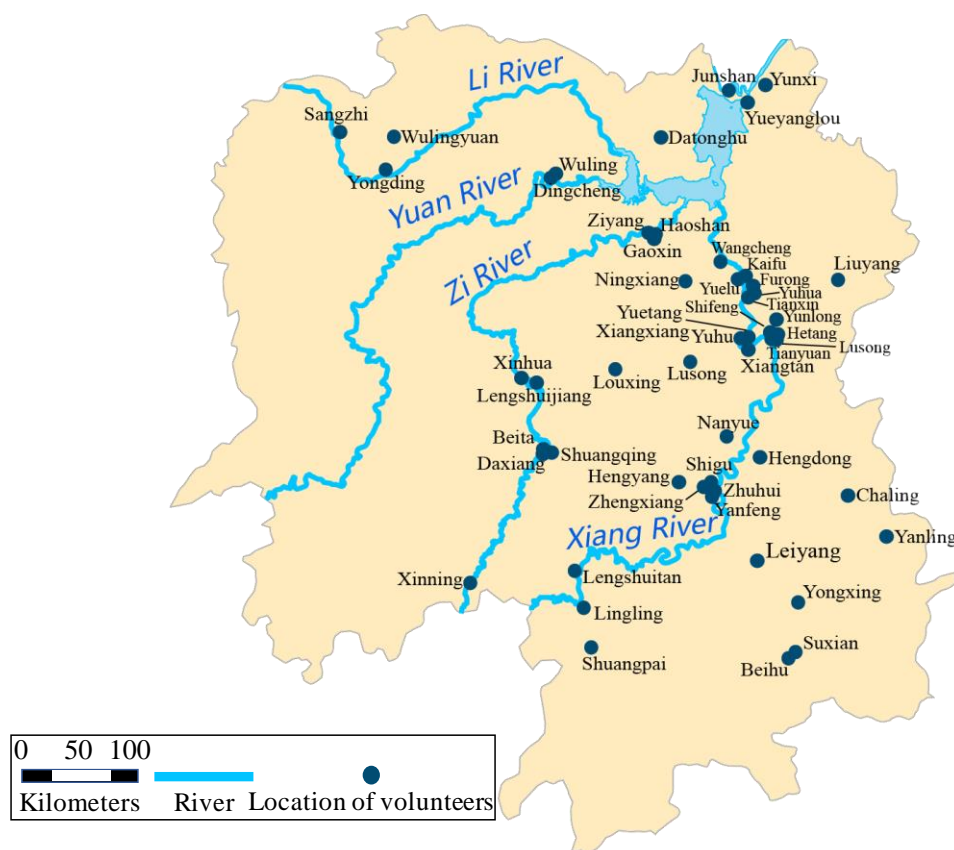 Li River
Junshan
Yunxi
Yueyanglou
Sangzhi
Wulingyuan
Datonghu
Yongding
Wuling
Dingcheng
Yuan River
Ziyang
Haoshan
Gaoxin
Zi River
Wangcheng
Kaifu
Ningxiang
Yuelu
Furong
Liuyang
Yuhua
Shifeng
Tianxin
Yuetang
Yunlong
Xiangxiang
Yuhu
Hetang
Tianyuan
Lusong
Xiangtan
Xinhua
Louxing
Lusong
Lengshuijiang
Nanyue
Beita
Daxiang
Shuangqing
Hengdong
Shigu
Hengyang
Zhengxiang
Zhuhui
Yanfeng
Chaling
Xiang River
Yanling
Leiyang
Xinning
Lengshuitan
Yongxing
Lingling
Shuangpai
Suxian
Beihu
0 50 100
Kilometers River Location of volunteers